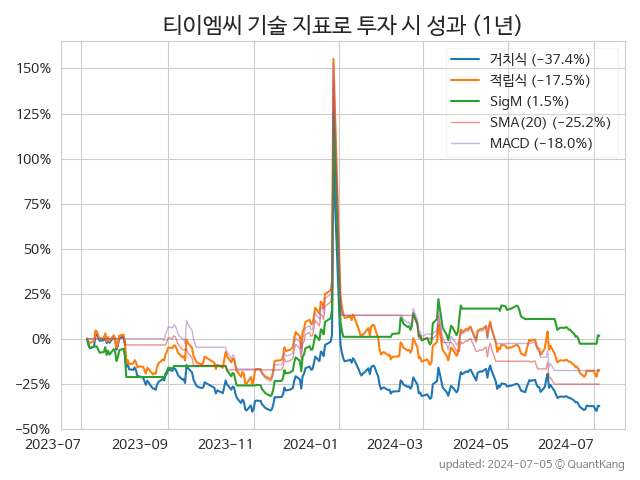 티이엠씨 기술 지표로 투자 시 성과 (1년)
거치식 (−37.4%)
적립식 (−17.5%)
SigM (1.5%)
SMA(20) (−25.2%)
MACD (−18.0%)
150%
125%
100%
75%
50%
25%
0%
−25%
−50%
2023-07 2023-09 2023-11 2024-01 2024-03 2024-05 2024-07
updated: 2024-07-05 © QuantKang